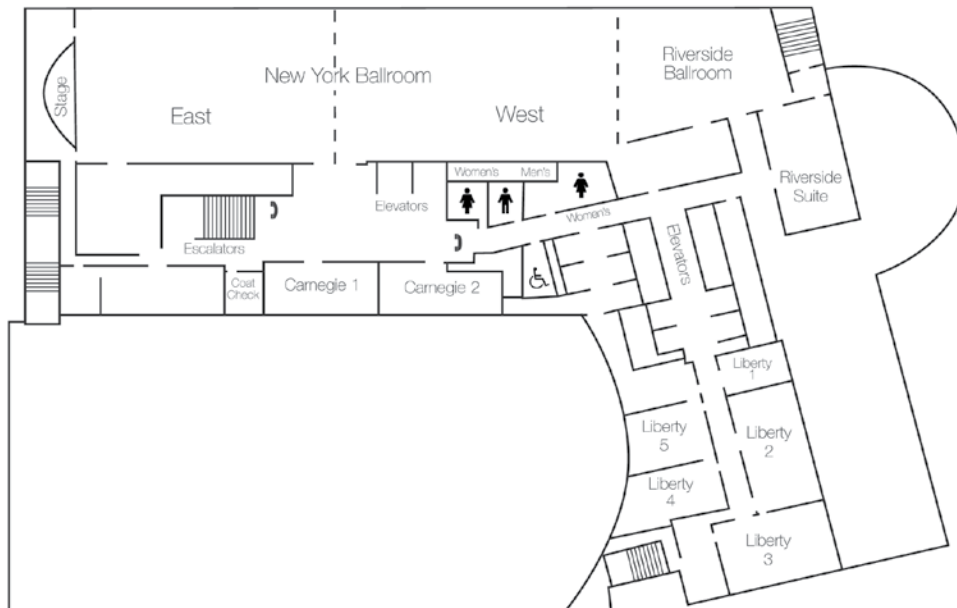 New York Ballroom
East
West
Stage
Riverside
Ballroom
Riverside
Suite
Women's
Men's
Women's
Elevators
Elevators
Escalators
Coat
Check
Carnegie 1
Carnegie 2
Liberty
1
Liberty
2
Liberty
5
Liberty
4
Liberty
3